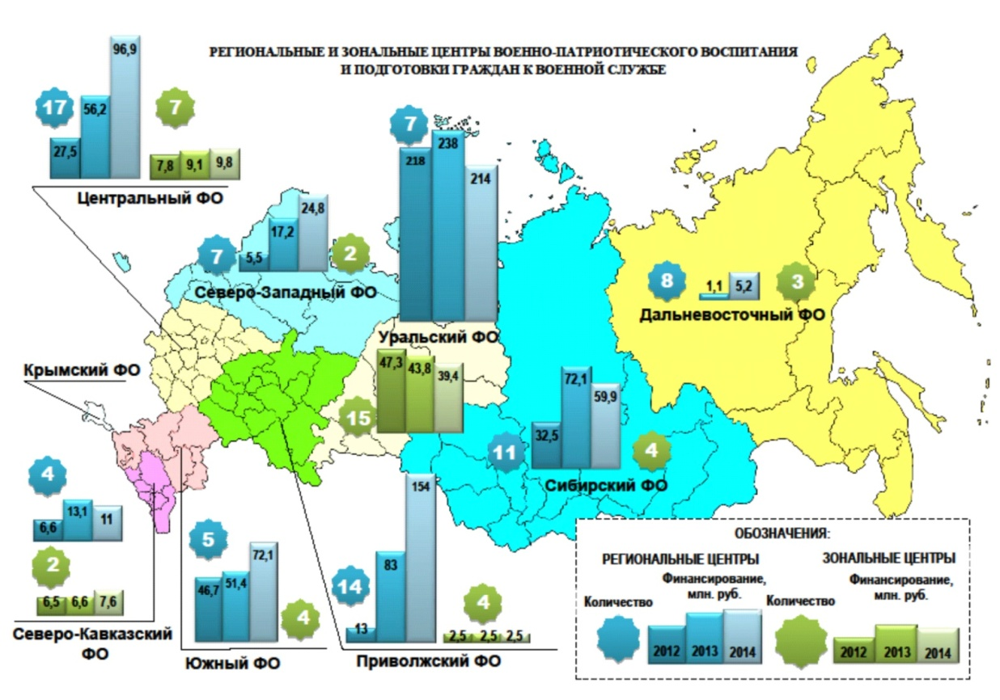 РЕГИОНАЛЬНЫЕ И ЗОНАЛЬНЫЕ ЦЕНТРЫ ВОЕННО-ПАТРИОТИЧЕСКОГО ВОСПИТАНИЯ
И ПОДГОТОВКИ ГРАЖДАН К ВОЕННОЙ СЛУЖБЕ
17
27,5
56,2
96,9
7
7,8
9,1
9,8
Центральный ФО
7
5,5
17,2
24,8
2
Северо-Западный ФО
7
218
238
214
Уральский ФО
15
47,3
43,8
39,4
8
1,1
5,2
3
Дальневосточный ФО
Крымский ФО
11
32,5
72,1
59,9
4
Сибирский ФО
4
6,6
13,1
11
2
6,5
6,6
7,6
Северо-Кавказский
ФО
5
46,7
51,4
72,1
4
Южный ФО
14
13
83
154
4
2,5
2,5
2,5
Приволжский ФО
ОБОЗНАЧЕНИЯ:
РЕГИОНАЛЬНЫЕ ЦЕНТРЫ
Финансирование,
млн. руб.
Количество
2012
2013
2014
ЗОНАЛЬНЫЕ ЦЕНТРЫ
Финансирование,
млн. руб.
Количество
2012
2013
2014